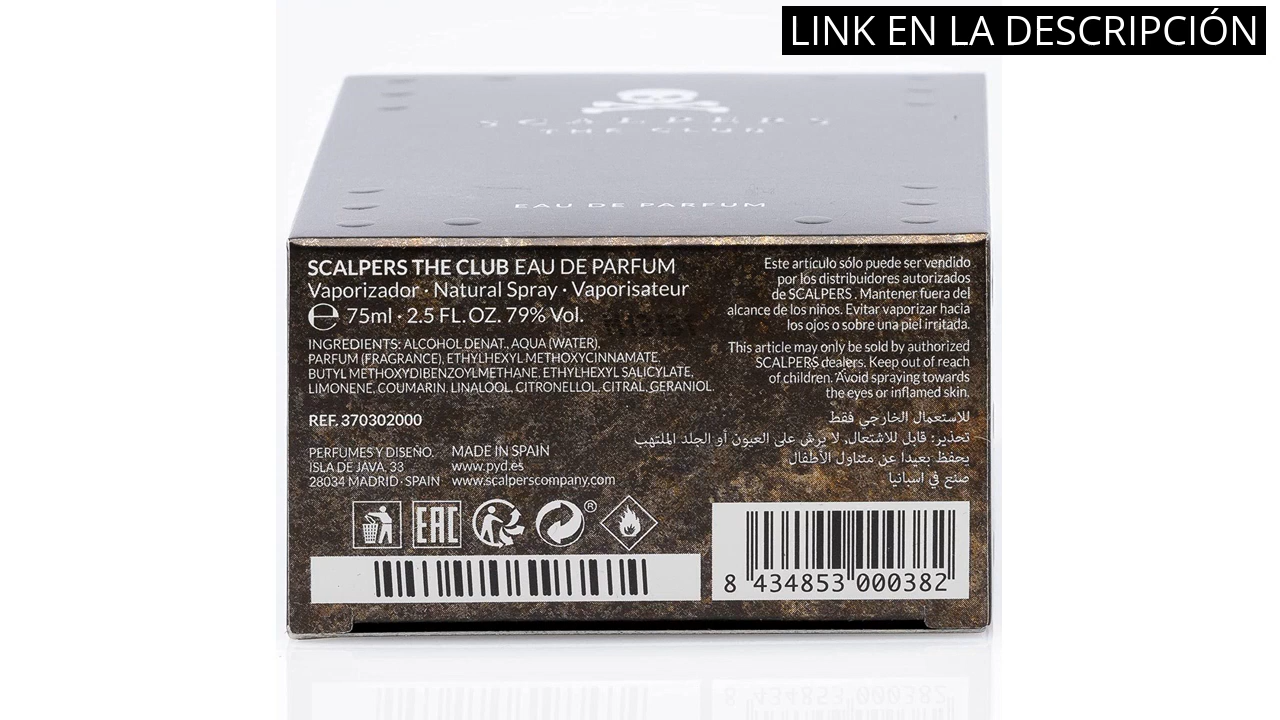 LINK EN LA DESCRIPCIÓN
SCALPERS
THE CLUB
EAU DE PARFUM
SCALPERS THE CLUB EAU DE PARFUM
Vaporizador · Natural Spray · Vaporisateur
℮ 75ml · 2.5 FL.OZ. 79% Vol.
INGREDIENTS: ALCOHOL DENAT., AQUA (WATER),
PARFUM (FRAGRANCE), ETHYLHEXYL METHOXYCINNAMATE,
BUTYL METHOXYDIBENZOYLMETHANE, ETHYLHEXYL SALICYLATE,
LIMONENE, COUMARIN, LINALOOL, CITRONELLOL, CITRAL, GERANIOL.
REF. 370302000
PERFUMES Y DISEÑO.
ISLA DE JAVA, 33
28034 MADRID · SPAIN
MADE IN SPAIN
www.pyd.es
www.scalperscompany.com
EAC
®
Este artículo sólo puede ser vendido
por los distribuidores autorizados
de SCALPERS . Mantener fuera del
alcance de los niños. Evitar vaporizar hacia
los ojos o sobre una piel irritada.
This article may only be sold by authorized
SCALPERS dealers. Keep out of reach
of children. Avoid spraying towards
the eyes or inflamed skin.
للاستعمال الخارجي فقط
تحذير: قابل للاشتعال, لا يرش على العيون أو الجلد الملتهب
يحفظ بعيدا عن متناول الأطفال
صنع في اسبانيا
8 434853 000382